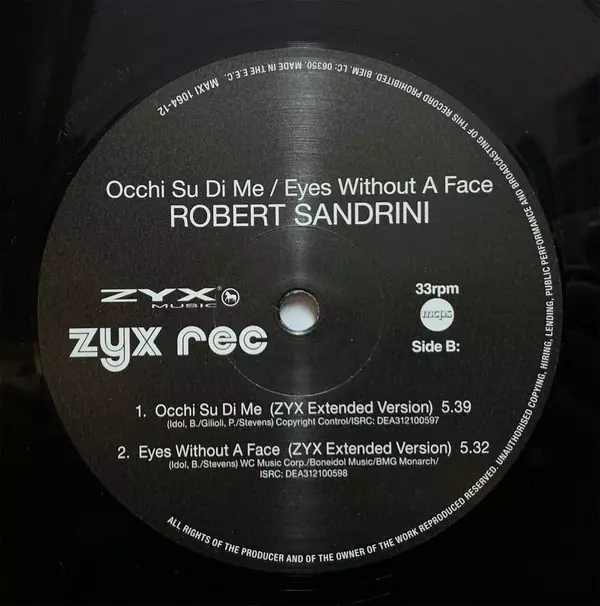 Occhi Su Di Me / Eyes Without A Face
ROBERT SANDRINI
ZYX®
MUSIC
zyx rec
33rpm
mcps
Side B:
1. Occhi Su Di Me (ZYX Extended Version) 5.39
(Idol, B./Gilioli, P./Stevens) Copyright Control/ISRC: DEA312100597
2. Eyes Without A Face (ZYX Extended Version) 5.32
(Idol, B./Stevens) WC Music Corp./Boneidol Music/BMG Monarch/
ISRC: DEA312100598
ALL RIGHTS OF THE PRODUCER AND OF THE OWNER OF THE WORK REPRODUCED RESERVED. UNAUTHORISED COPYING, HIRING, LENDING, PUBLIC PERFORMANCE AND BROADCASTING OF THIS RECORD PROHIBITED. BIEM. LC: 06350. MADE IN THE E.E.C. MAXI 1064-12